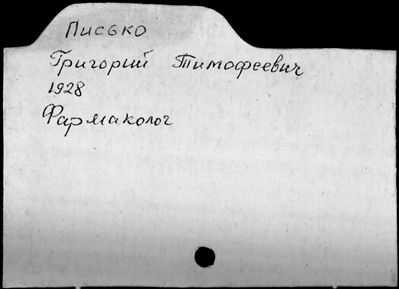 Писько
Григорий Тимофеевич
1928
Фармаколог